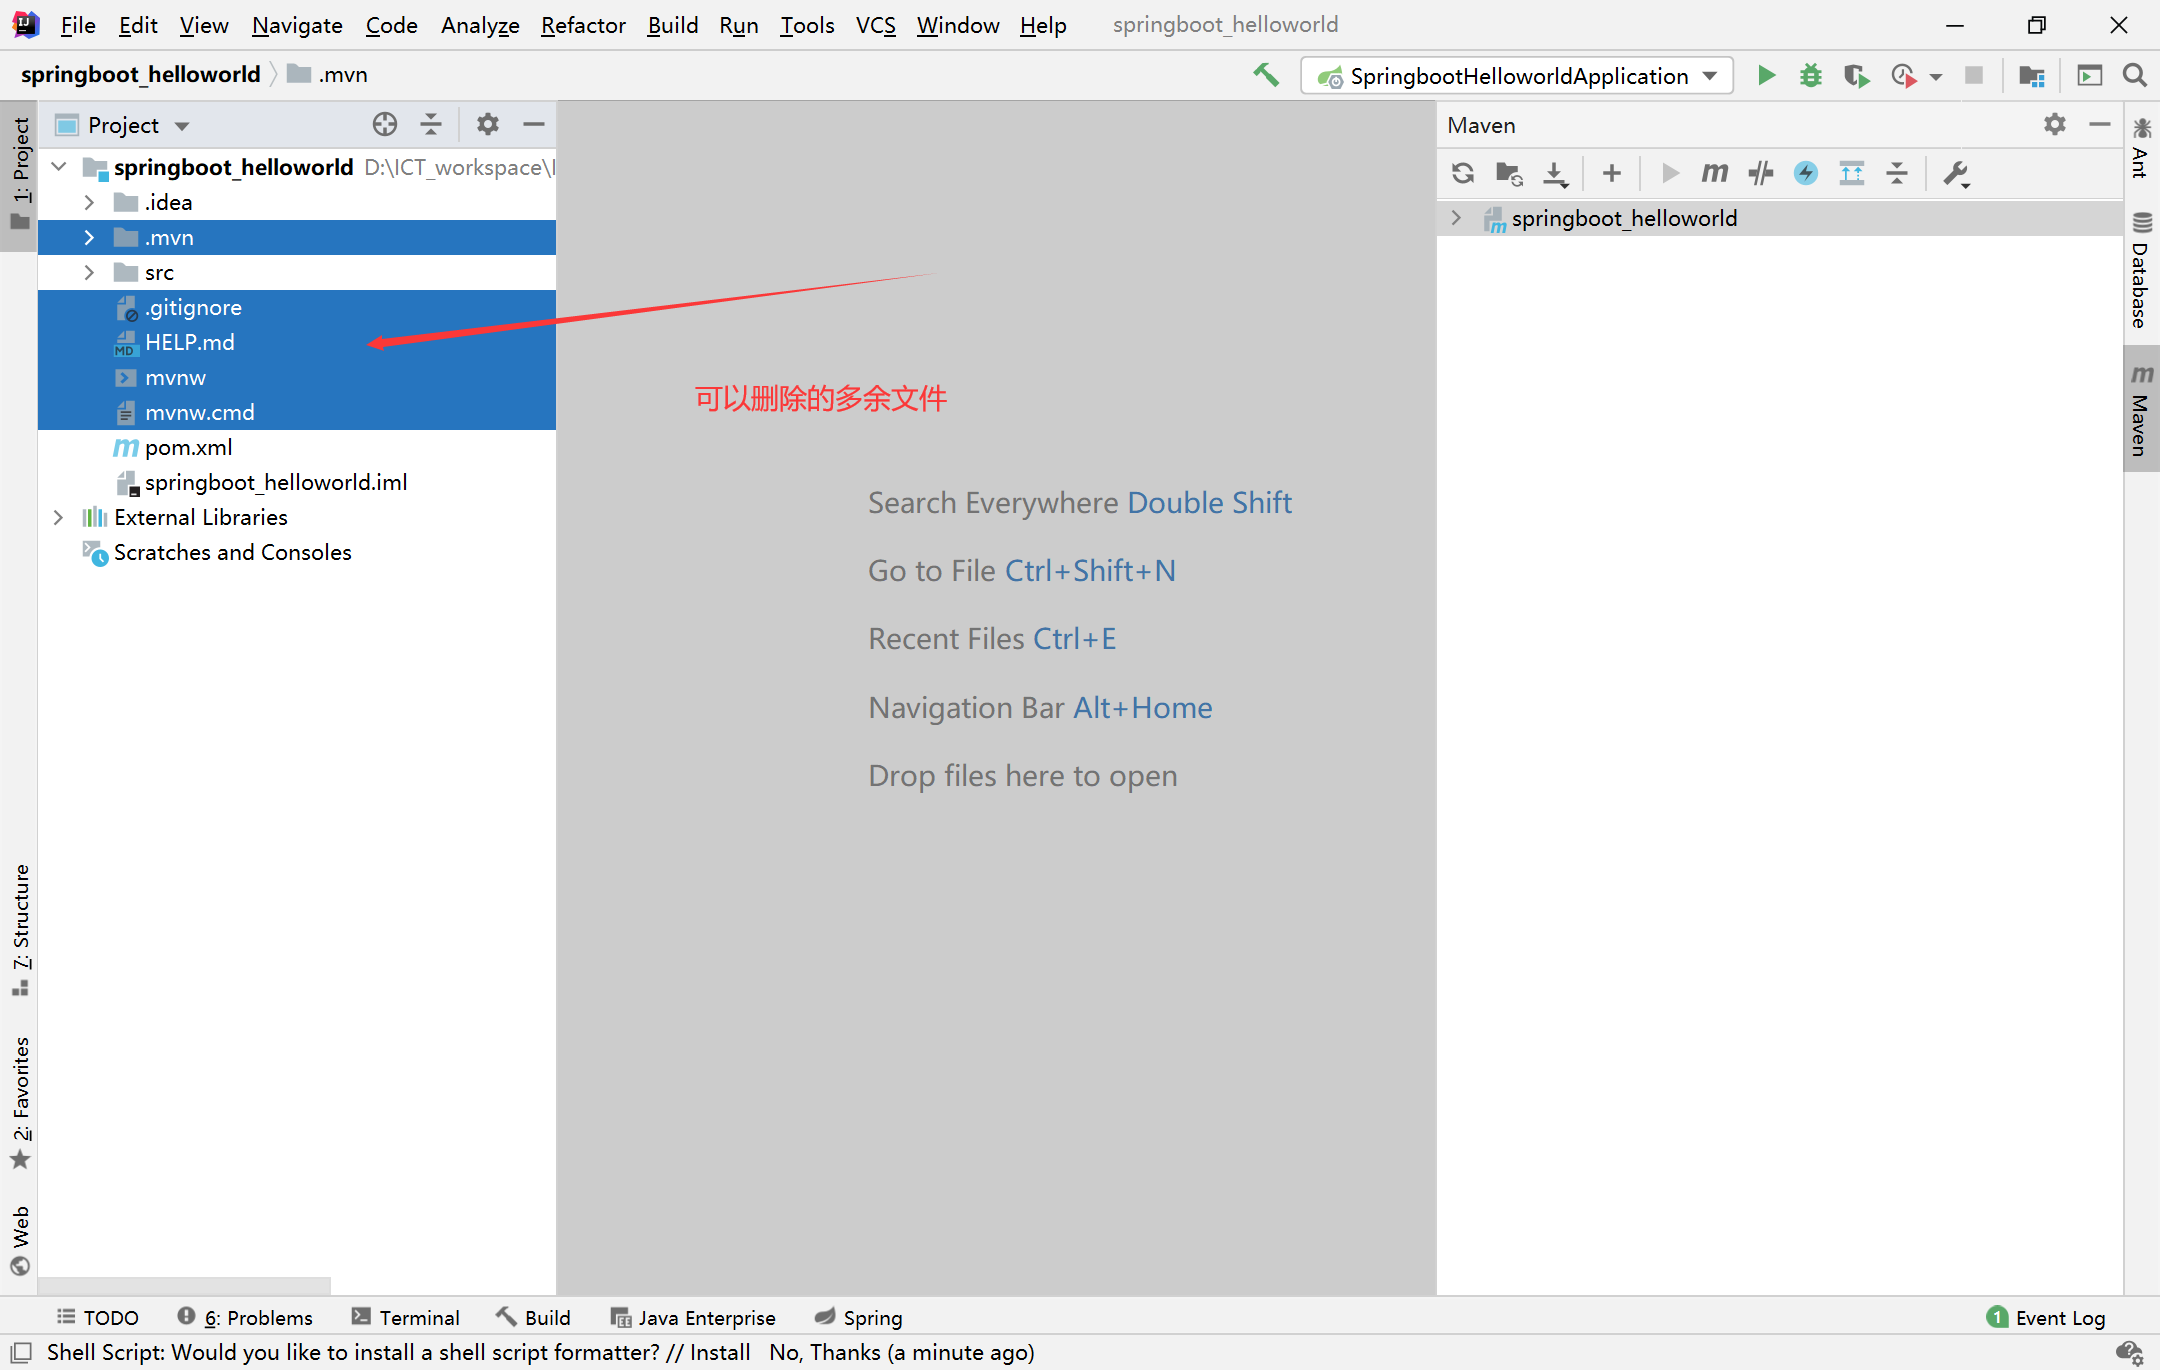 File Edit View Navigate Code Analyze Refactor Build Run Tools VCS Window Help springboot_helloworld
springboot_helloworld .mvn
SpringbootHelloworldApplication
1: Project
7: Structure
2: Favorites
Web
Project
springboot_helloworld D:\ICT_workspace\I
.idea
.mvn
src
.gitignore
HELP.md
mvnw
mvnw.cmd
pom.xml
springboot_helloworld.iml
External Libraries
Scratches and Consoles
可以删除的多余文件
Search Everywhere Double Shift
Go to File Ctrl+Shift+N
Recent Files Ctrl+E
Navigation Bar Alt+Home
Drop files here to open
Maven
springboot_helloworld
Ant
Database
Maven
TODO 6: Problems Terminal Build Java Enterprise Spring 1 Event Log
Shell Script: Would you like to install a shell script formatter? // Install No, Thanks (a minute ago)